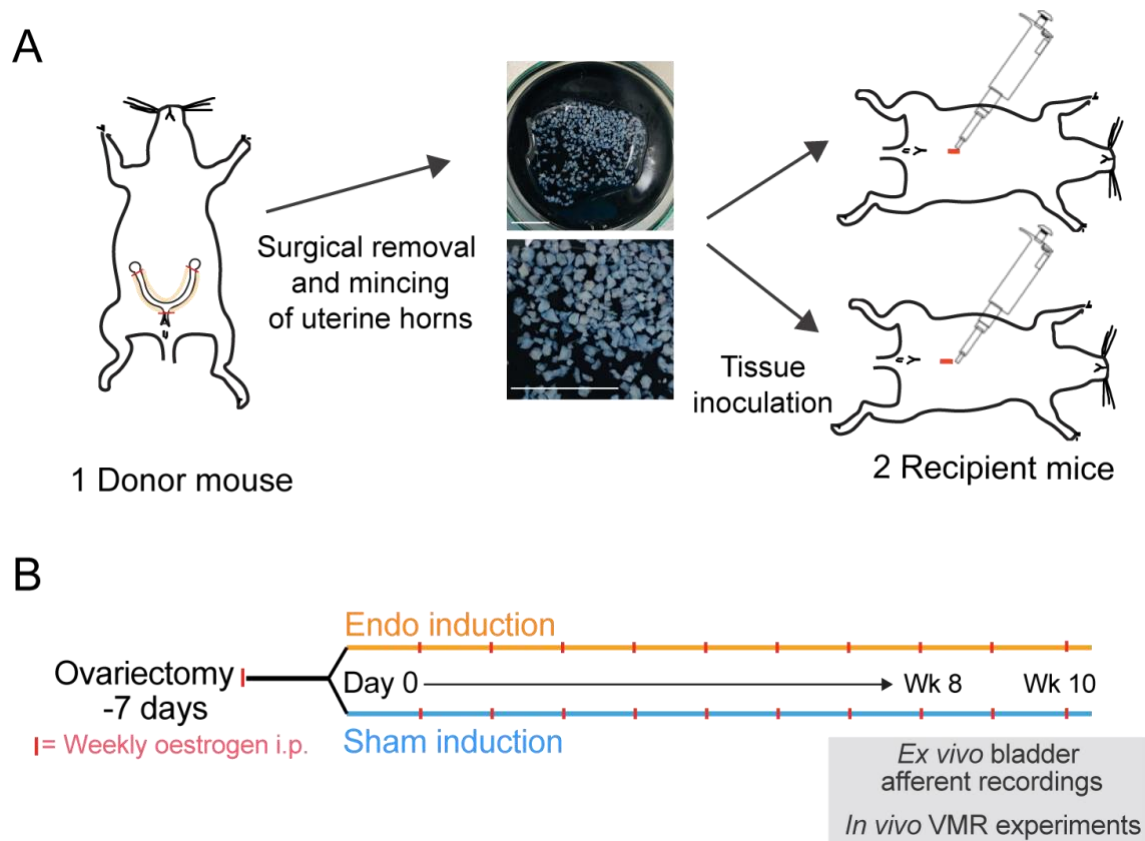 A
Surgical removal
and mincing
of uterine horns
Tissue
inoculation
1 Donor mouse
2 Recipient mice
B
Endo induction
Ovariectomy
-7 days
Day 0
Wk 8
Wk 10
= Weekly oestrogen i.p.
Sham induction
Ex vivo bladder
afferent recordings
In vivo VMR experiments